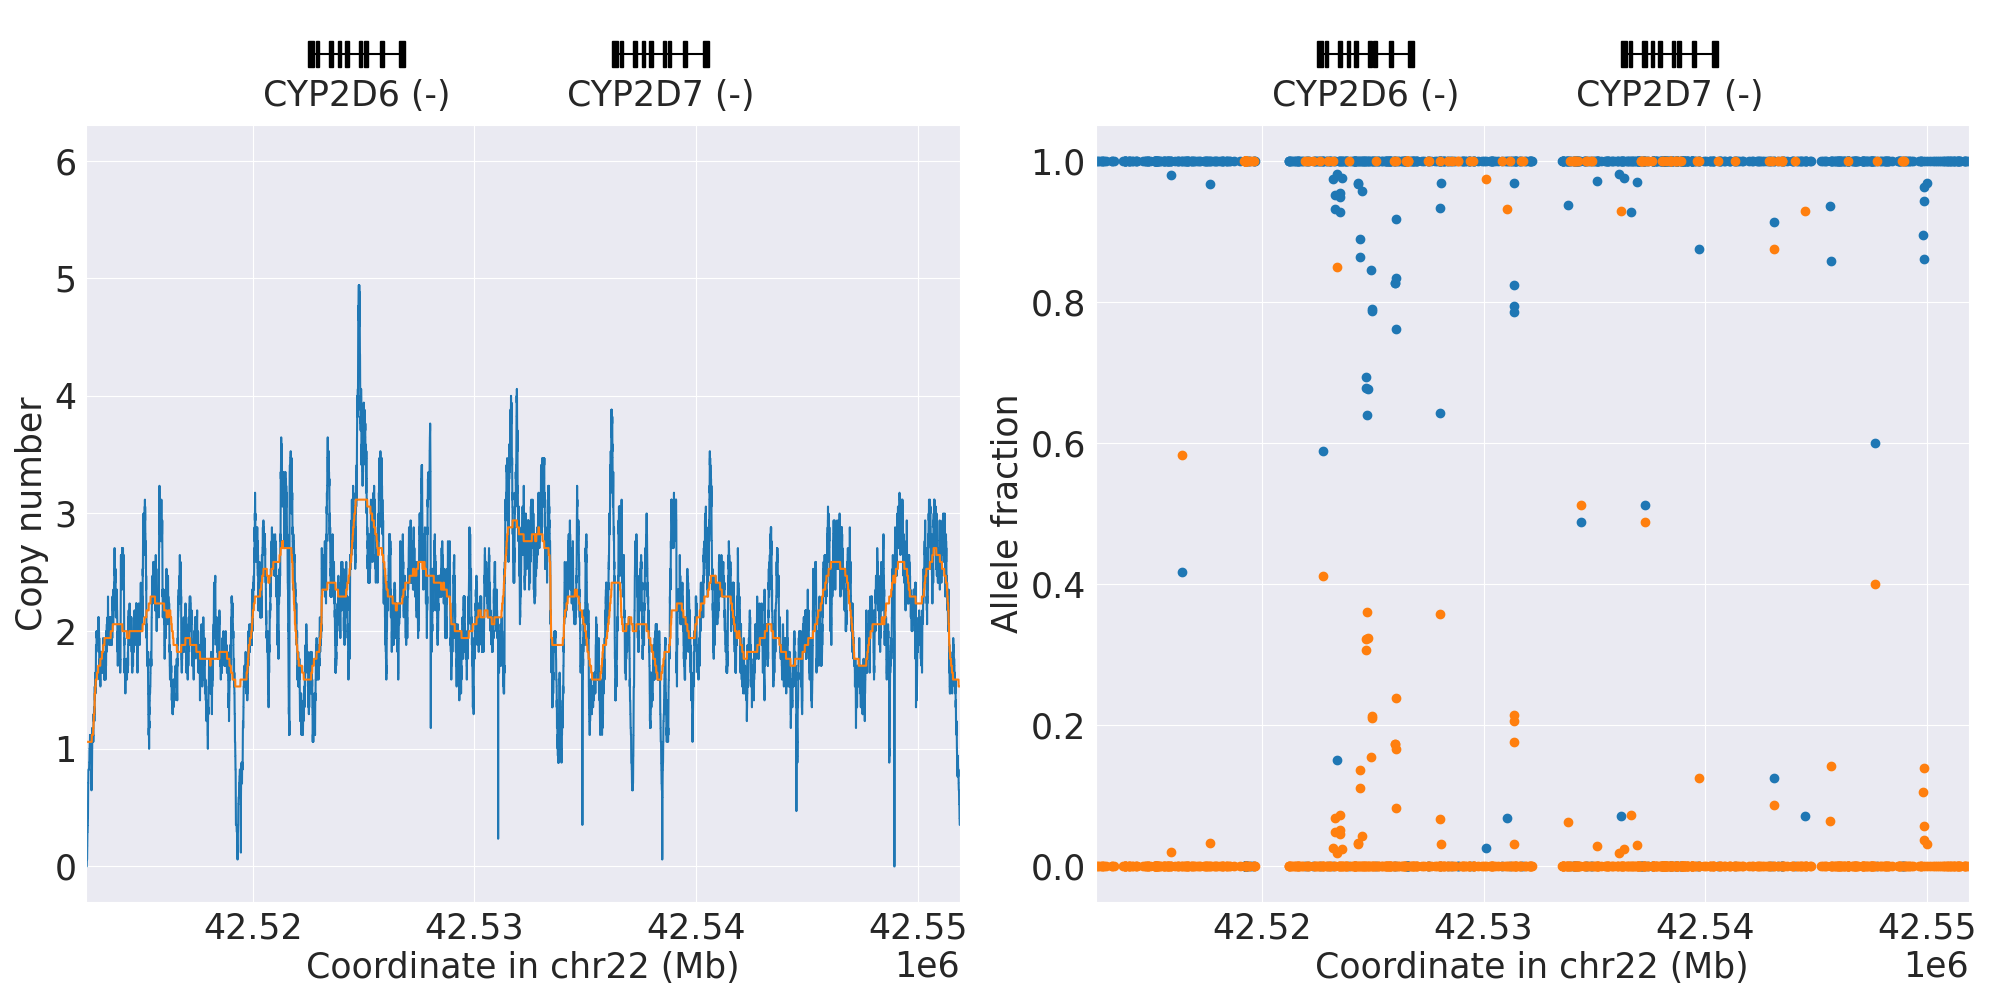 CYP2D6 (-) CYP2D7 (-)
6
5
4
3
2
1
0
Copy number
42.52 42.53 42.54 42.55
Coordinate in chr22 (Mb)
1e6
CYP2D6 (-) CYP2D7 (-)
1.0
0.8
0.6
0.4
0.2
0.0
Allele fraction
42.52 42.53 42.54 42.55
Coordinate in chr22 (Mb)
1e6